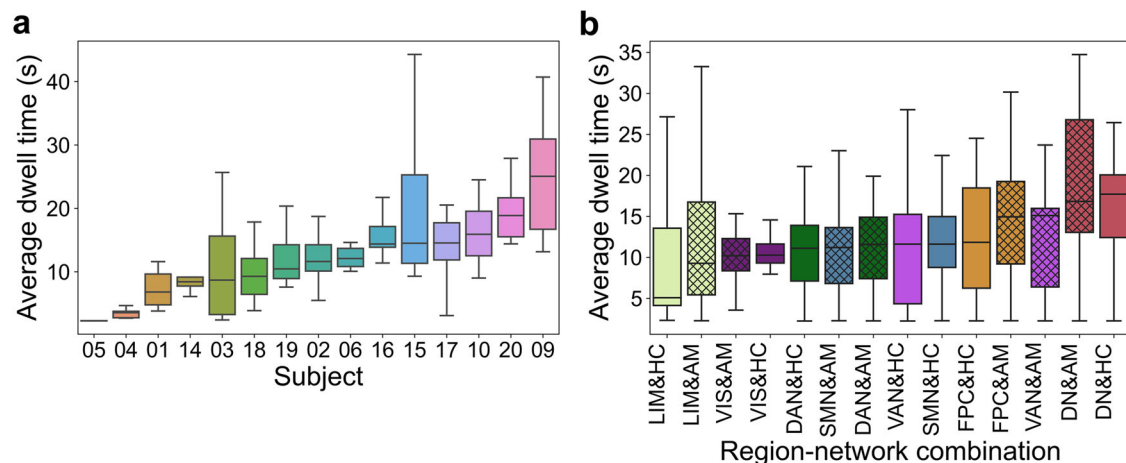 a
Average dwell time (s)
40
30
20
10
05 04 01 14 03 18 19 02 06 16 15 17 10 20 09
Subject
b
Average dwell time (s)
35
30
25
20
15
10
5
LIM&HC
LIM&AM
VIS&AM
VIS&HC
DAN&HC
SMN&AM
DAN&AM
VAN&HC
SMN&HC
FPC&HC
FPC&AM
VAN&AM
DN&AM
DN&HC
Region-network combination